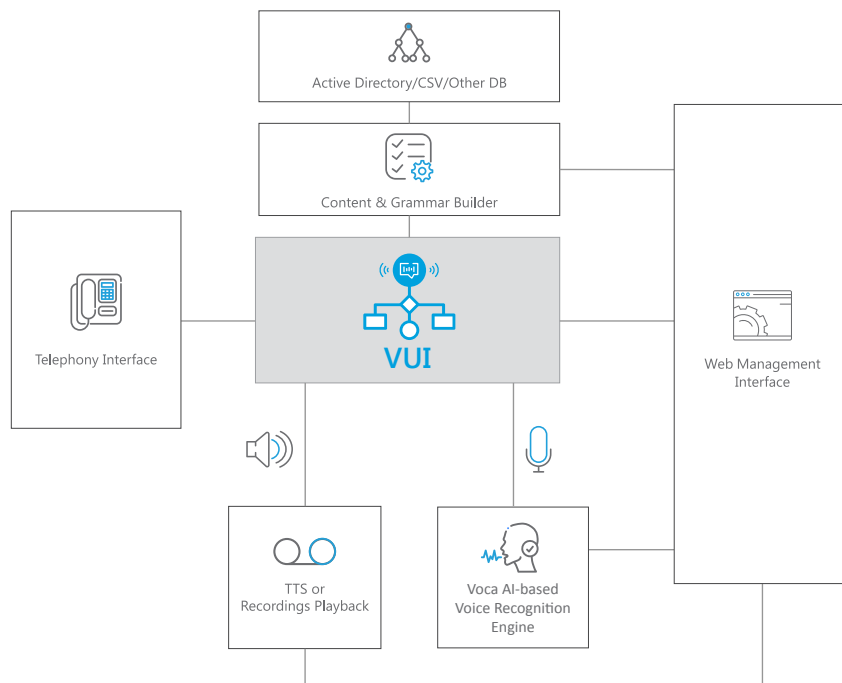 Active Directory/CSV/Other DB
Content & Grammar Builder
Telephony Interface
VUI
Web Management
Interface
TTS or
Recordings Playback
Voca AI-based
Voice Recognition
Engine